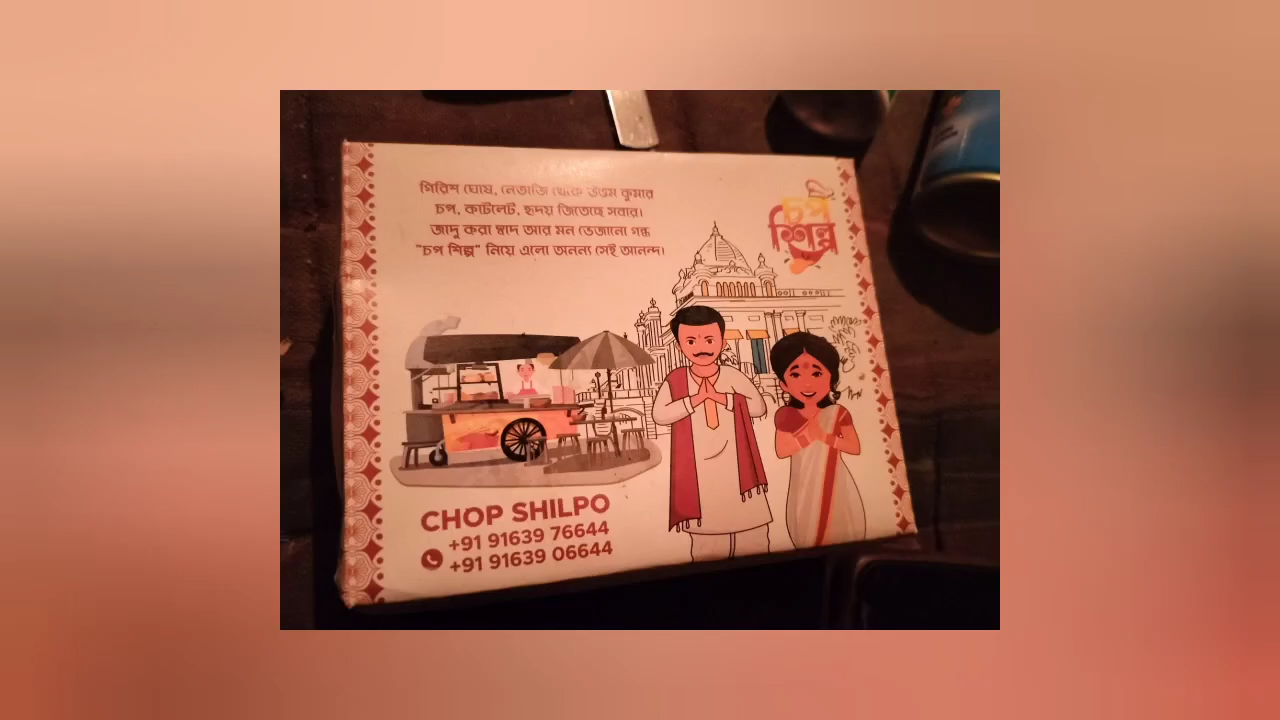 গিরিশ ঘোষ, নেতাজি থেকে উত্তম কুমার
চপ, কাটলেট, হৃদয় জিতেছে সবার।
জাদু করা স্বাদ আর মন ভেজানো গন্ধ
"চপ শিল্প" নিয়ে এলো অনন্য সেই আনন্দ।
চপ
শিল্প
CHOP SHILPO
+91 91639 76644
+91 91639 06644